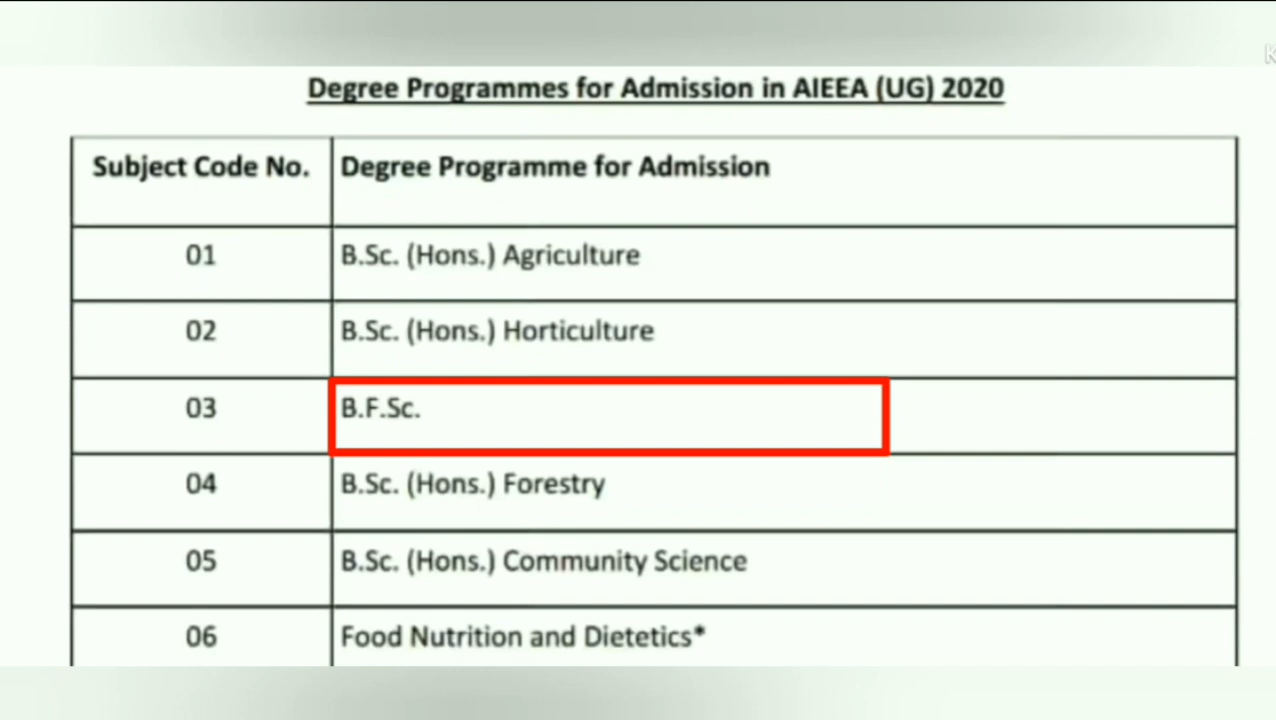 Degree Programmes for Admission in AIEEA (UG) 2020
Subject Code No. Degree Programme for Admission
01 B.Sc. (Hons.) Agriculture
02 B.Sc. (Hons.) Horticulture
03 B.F.Sc.
04 B.Sc. (Hons.) Forestry
05 B.Sc. (Hons.) Community Science
06 Food Nutrition and Dietetics*